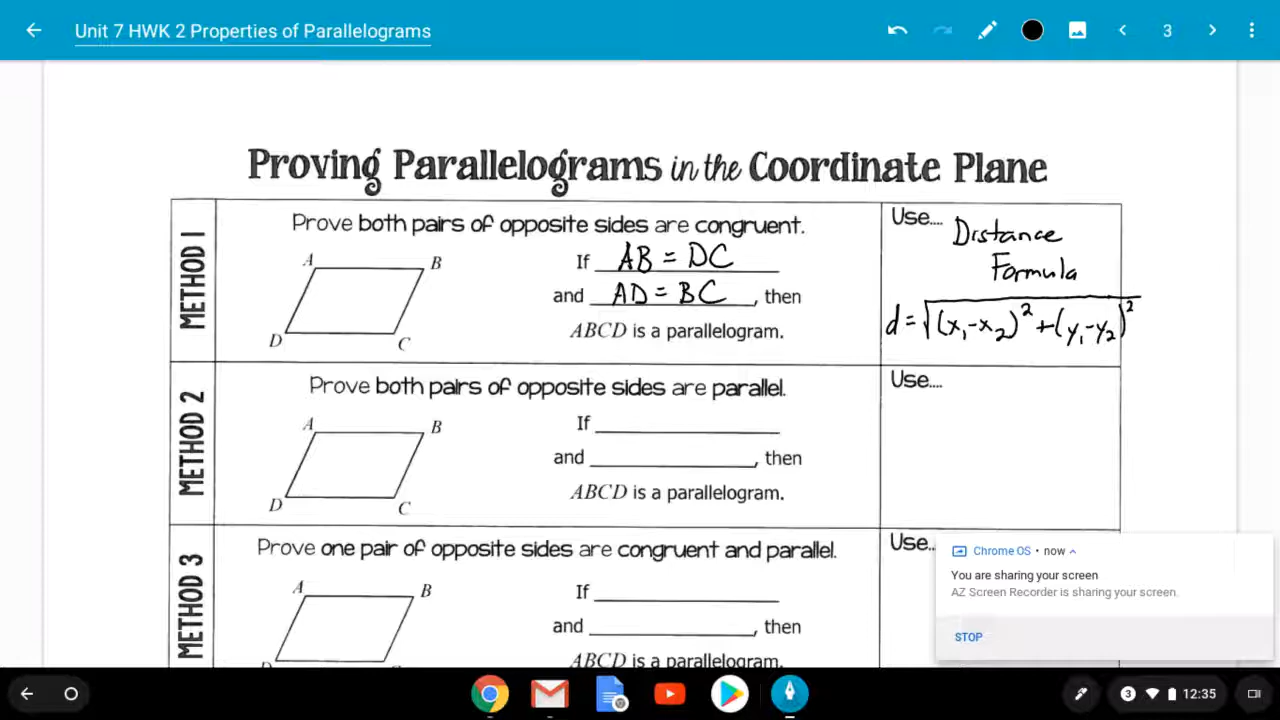 Unit 7 HWK 2 Properties of Parallelograms
3
Proving Parallelograms in the Coordinate Plane
METHOD 1
Prove both pairs of opposite sides are congruent.
A
B
D
C
If AB = DC
and AD = BC, then
ABCD is a parallelogram.
Use....
Distance
Formula
d = √(x₁-x₂)² + (y₁-y₂)²
METHOD 2
Prove both pairs of opposite sides are parallel.
A
B
D
C
If
and , then
ABCD is a parallelogram.
Use....
METHOD 3
Prove one pair of opposite sides are congruent and parallel.
A
B
If
and , then
ABCD is a parallelogram.
Use..
Chrome OS • now
You are sharing your screen
AZ Screen Recorder is sharing your screen.
STOP
3
12:35